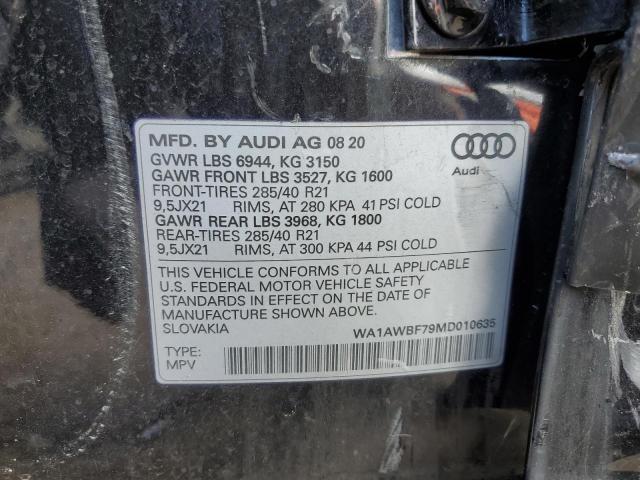 MFD. BY AUDI AG 08 20
GVWR LBS 6944, KG 3150
GAWR FRONT LBS 3527, KG 1600
FRONT-TIRES 285/40 R21
9,5JX21 RIMS, AT 280 KPA 41 PSI COLD
GAWR REAR LBS 3968, KG 1800
REAR-TIRES 285/40 R21
9,5JX21 RIMS, AT 300 KPA 44 PSI COLD
Audi
THIS VEHICLE CONFORMS TO ALL APPLICABLE
U.S. FEDERAL MOTOR VEHICLE SAFETY
STANDARDS IN EFFECT ON THE DATE OF
MANUFACTURE SHOWN ABOVE.
SLOVAKIA
WA1AWBF79MD010635
TYPE:
MPV